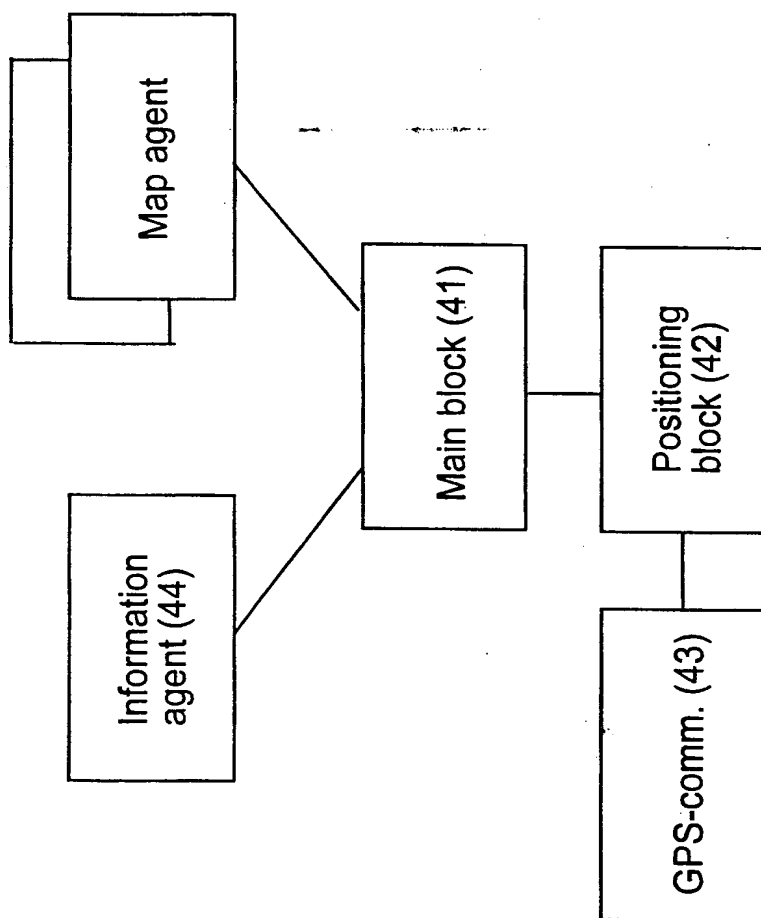 Information
agent (44)
Map agent
Main block (41)
GPS-comm. (43)
Positioning
block (42)